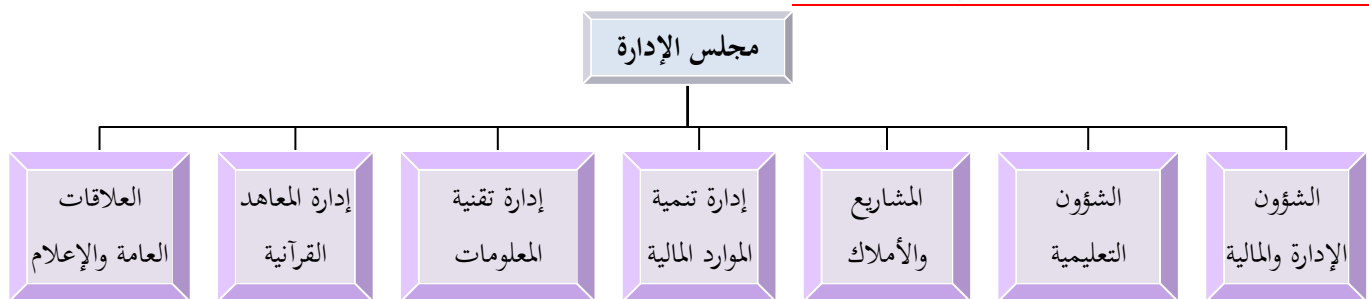 مجلس الإدارة
الشؤون
الإدارة والمالية
الشؤون
التعليمية
المشاريع
والأملاك
إدارة تنمية
الموارد المالية
إدارة تقنية
المعلومات
إدارة المعاهد
القرآنية
العلاقات
العامة والإعلام